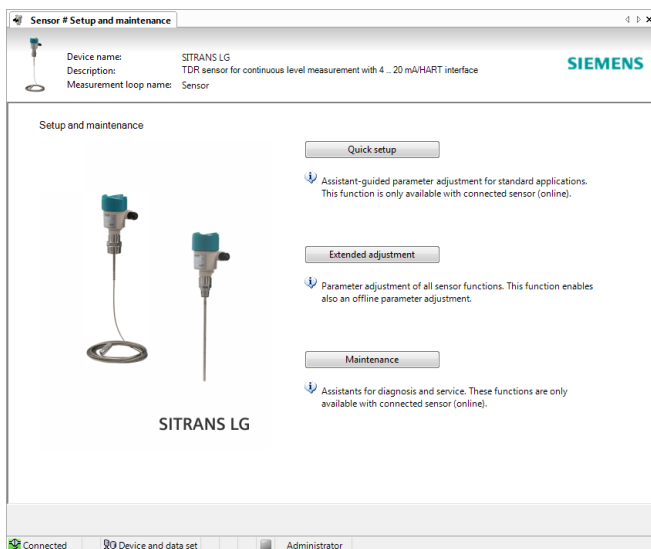 Sensor # Setup and maintenance
Device name: SITRANS LG
Description: TDR sensor for continuous level measurement with 4 .. 20 mA/HART interface
Measurement loop name: Sensor
SIEMENS
Setup and maintenance
Quick setup
Assistant-guided parameter adjustment for standard applications.
This function is only available with connected sensor (online).
Extended adjustment
Parameter adjustment of all sensor functions. This function enables
also an offline parameter adjustment.
Maintenance
Assistants for diagnosis and service. These functions are only
available with connected sensor (online).
SITRANS LG
Connected Device and data set Administrator